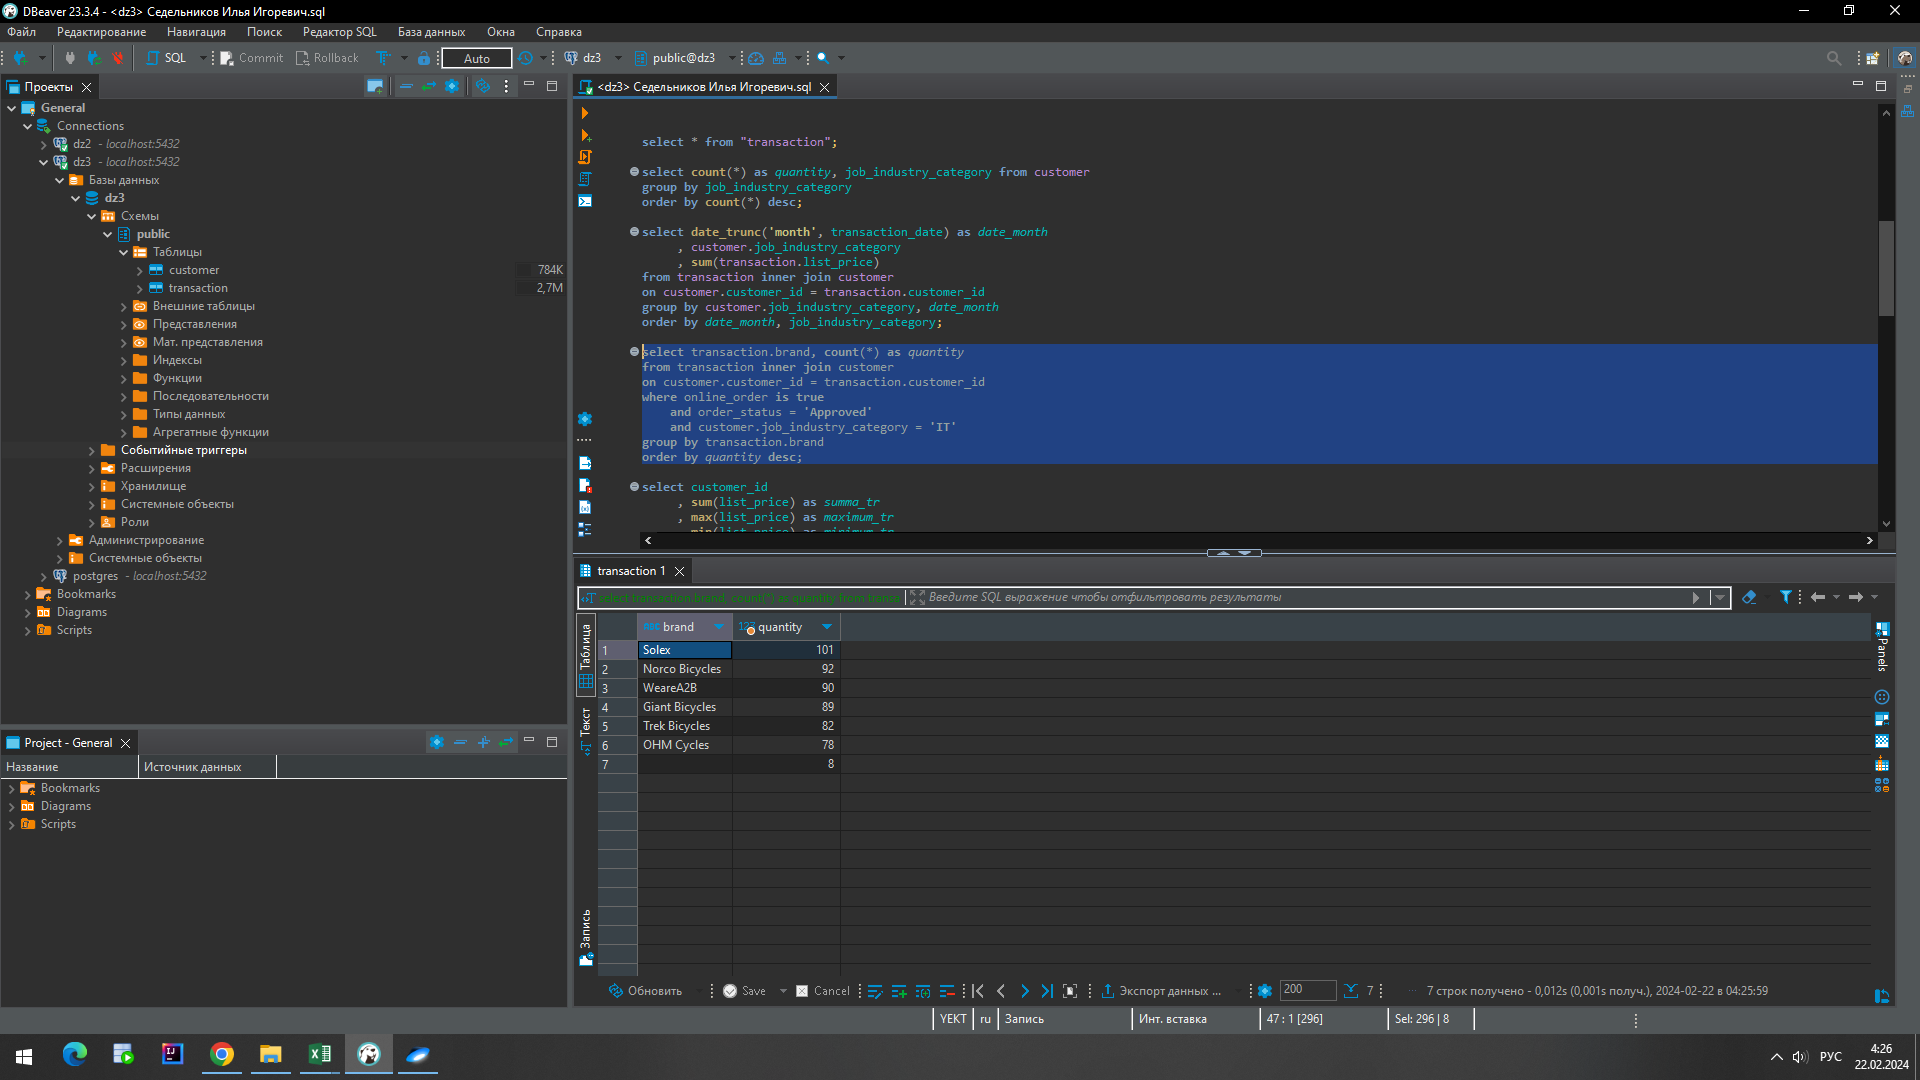 DBeaver 23.3.4 - <dz3> Седельников Илья Игоревич.sql
Файл Редактирование Навигация Поиск Редактор SQL База данных Окна Справка
SQL Commit Rollback Auto dz3 public@dz3
Проекты
General
Connections
dz2 - localhost:5432
dz3 - localhost:5432
Базы данных
dz3
Схемы
public
Таблицы
customer 784K
transaction 2,7M
Внешние таблицы
Представления
Мат. представления
Индексы
Функции
Последовательности
Типы данных
Агрегатные функции
Событийные триггеры
Расширения
Хранилище
Системные объекты
Роли
Администрирование
Системные объекты
postgres - localhost:5432
Bookmarks
Diagrams
Scripts
Project - General
Название Источник данных
Bookmarks
Diagrams
Scripts
<dz3> Седельников Илья Игоревич.sql
select * from "transaction";
select count(*) as quantity, job_industry_category from customer
group by job_industry_category
order by count(*) desc;
select date_trunc('month', transaction_date) as date_month
, customer.job_industry_category
, sum(transaction.list_price)
from transaction inner join customer
on customer.customer_id = transaction.customer_id
group by customer.job_industry_category, date_month
order by date_month, job_industry_category;
select transaction.brand, count(*) as quantity
from transaction inner join customer
on customer.customer_id = transaction.customer_id
where online_order is true
and order_status = 'Approved'
and customer.job_industry_category = 'IT'
group by transaction.brand
order by quantity desc;
select customer_id
, sum(list_price) as summa_tr
, max(list_price) as maximum_tr
, min(list_price) as minimum_tr
transaction 1
select transaction.brand, count(*) as quantity from transa Введите SQL выражение чтобы отфильтровать результаты
Таблица
Текст
Запись
Panels
brand 123 quantity
1 Solex 101
2 Norco Bicycles 92
3 WeareA2B 90
4 Giant Bicycles 89
5 Trek Bicycles 82
6 OHM Cycles 78
7 8
Обновить Save Cancel Экспорт данных ... 200 7 7 строк получено - 0,012s (0,001s получ.), 2024-02-22 в 04:25:59
YEKT ru Запись Инт. вставка 47 : 1 [296] Sel: 296 | 8
РУС
4:26
22.02.2024